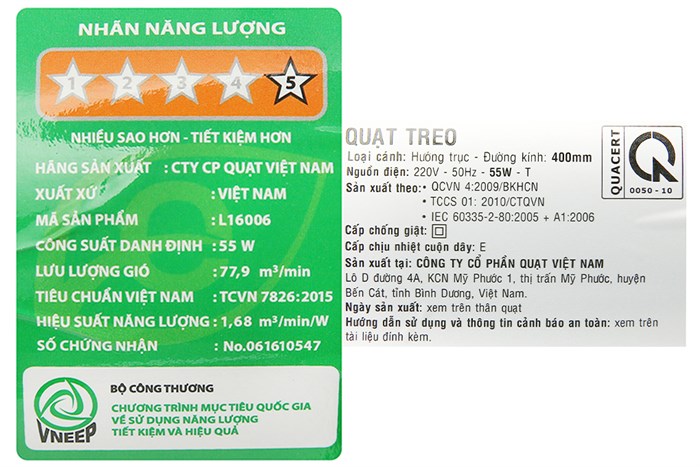 NHÃN NĂNG LƯỢNG
1 2 3 4 5
NHIỀU SAO HƠN - TIẾT KIỆM HƠN
HÃNG SẢN XUẤT : CTY CP QUẠT VIỆT NAM
XUẤT XỨ : VIỆT NAM
MÃ SẢN PHẨM : L16006
CÔNG SUẤT DANH ĐỊNH : 55 W
LƯU LƯỢNG GIÓ : 77,9 m³/min
TIÊU CHUẨN VIỆT NAM : TCVN 7826:2015
HIỆU SUẤT NĂNG LƯỢNG : 1,68 m³/min/W
SỐ CHỨNG NHẬN : No.061610547
VNEEP
BỘ CÔNG THƯƠNG
CHƯƠNG TRÌNH MỤC TIÊU QUỐC GIA
VỀ SỬ DỤNG NĂNG LƯỢNG
TIẾT KIỆM VÀ HIỆU QUẢ
QUẠT TREO
Loại cánh: Hướng trục - Đường kính: 400mm
Nguồn điện: 220V - 50Hz - 55W - T
Sản xuất theo: • QCVN 4:2009/BKHCN
• TCCS 01: 2010/CTQVN
• IEC 60335-2-80:2005 + A1:2006
Cấp chống giật:
Cấp chịu nhiệt cuộn dây: E
Sản xuất tại: CÔNG TY CỔ PHẦN QUẠT VIỆT NAM
Lô D đường 4A, KCN Mỹ Phước 1, thị trấn Mỹ Phước, huyện
Bến Cát, tỉnh Bình Dương, Việt Nam.
Ngày sản xuất: xem trên thân quạt
Hướng dẫn sử dụng và thông tin cảnh báo an toàn: xem trên
tài liệu đính kèm.
QUACERT
0050 - 10